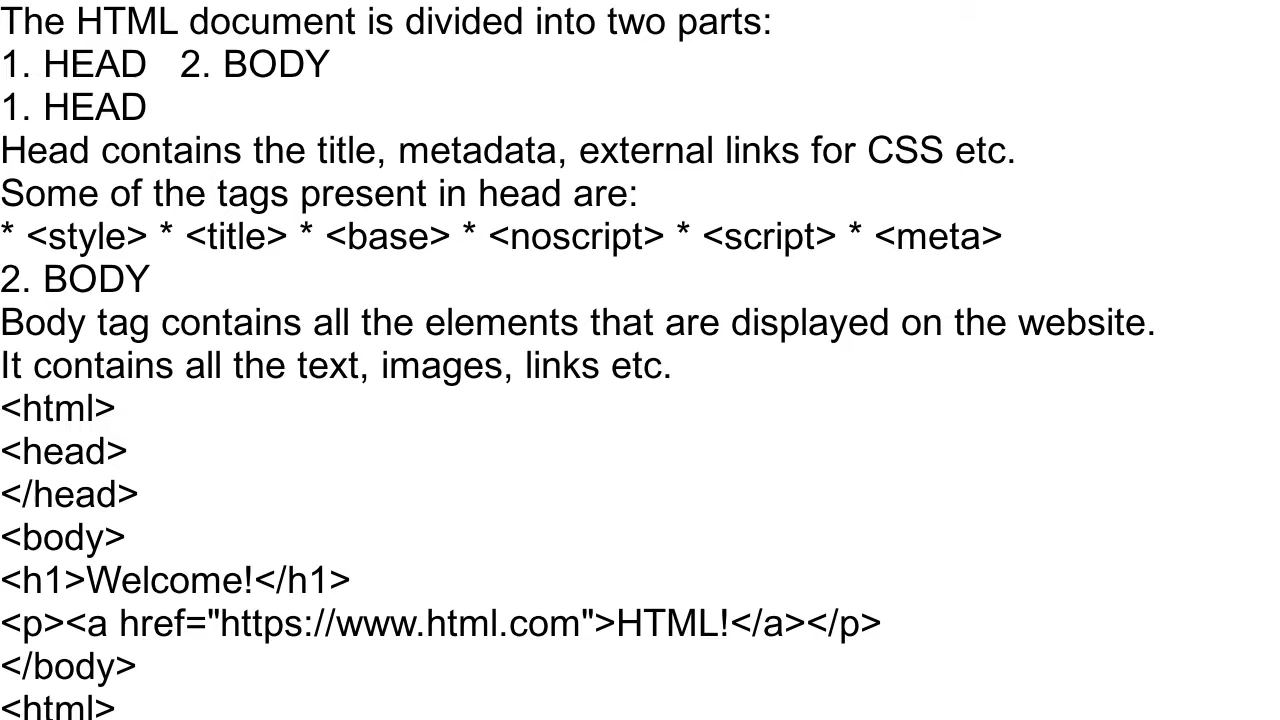 The HTML document is divided into two parts:
1. HEAD   2. BODY
1. HEAD
Head contains the title, metadata, external links for CSS etc.
Some of the tags present in head are:
* <style> * <title> * <base> * <noscript> * <script> * <meta>
2. BODY
Body tag contains all the elements that are displayed on the website.
It contains all the text, images, links etc.
<html>
<head>
</head>
<body>
<h1>Welcome!</h1>
<p><a href="https://www.html.com">HTML!</a></p>
</body>
<html>